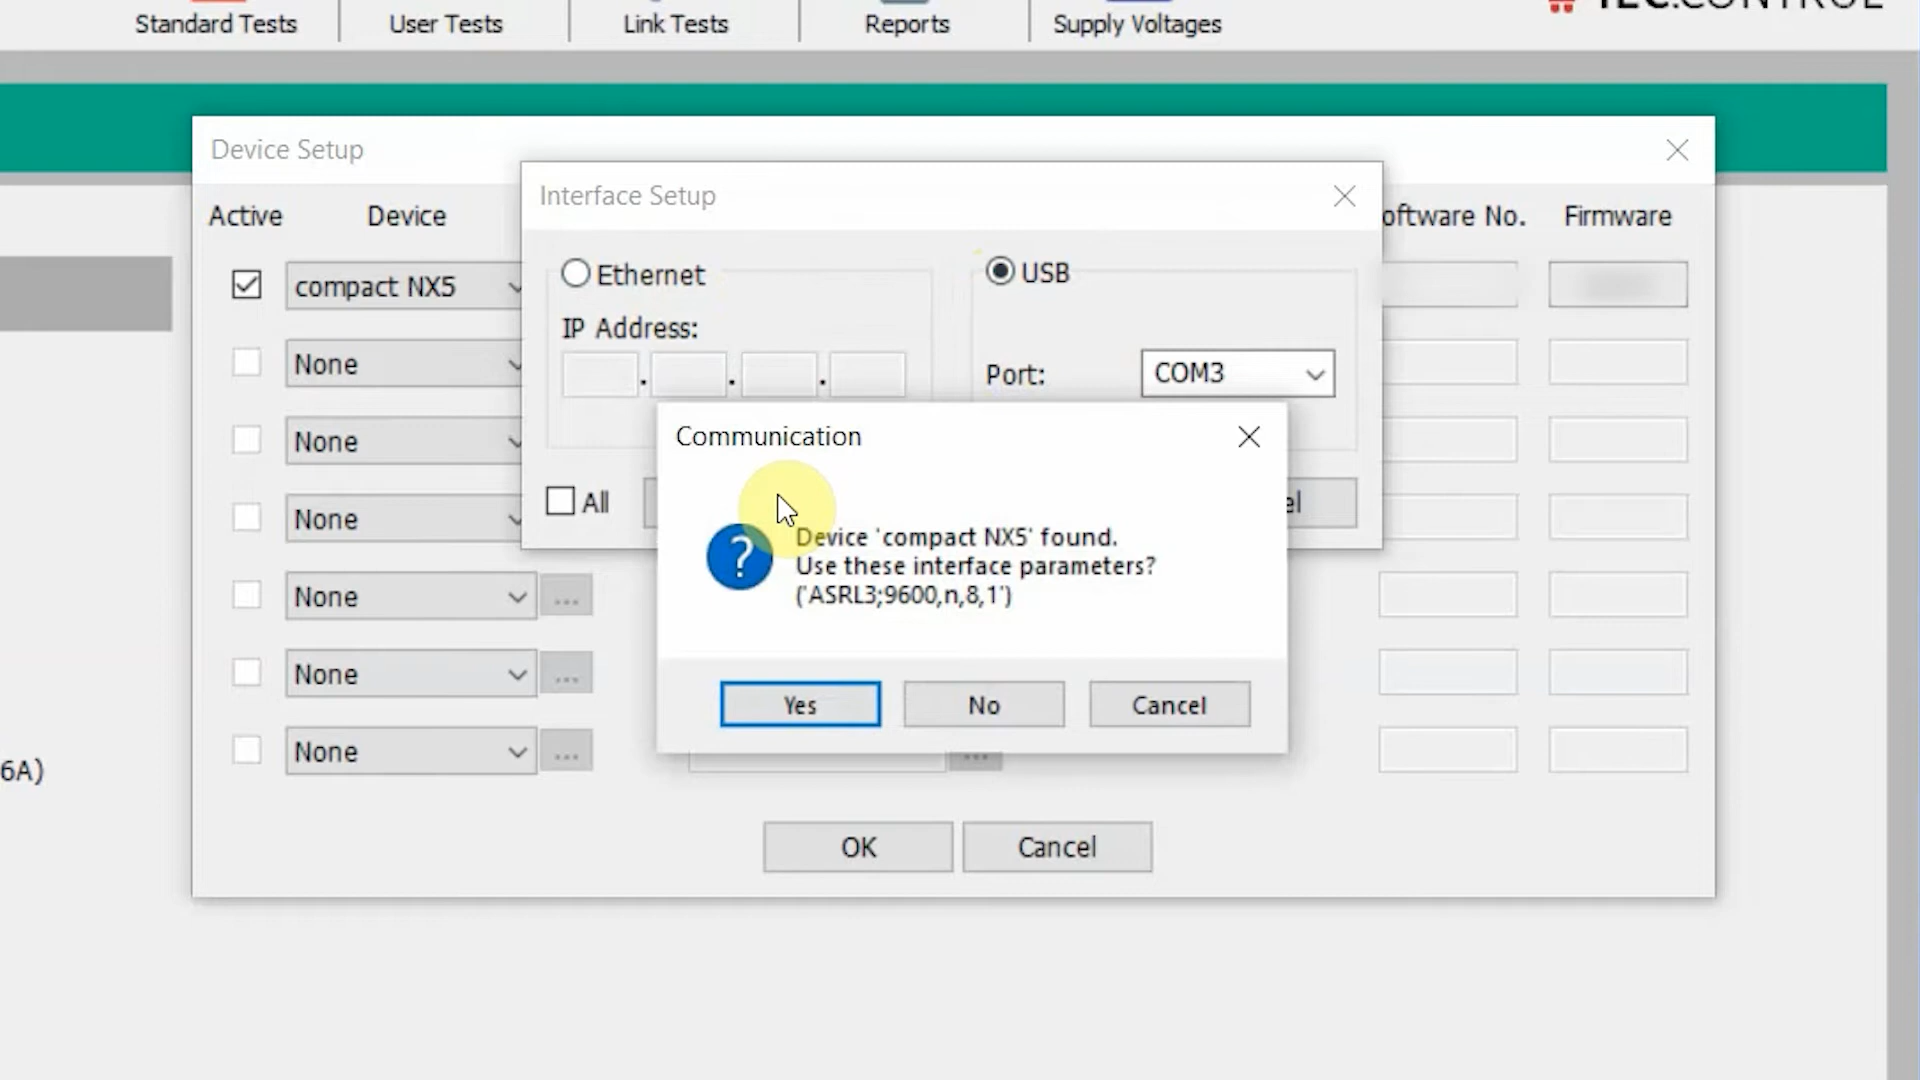 Standard Tests
User Tests
Link Tests
Reports
Supply Voltages
IEC.CONTROL
Device Setup
Active
Device
oftware No.
Firmware
Interface Setup
Ethernet
USB
IP Address:
. . .
Port:
COM3
All
el
compact NX5
None
None
None
None
...
None
...
None
...
...
6A)
Communication
?
Device 'compact NX5' found.
Use these interface parameters?
('ASRL3;9600,n,8,1')
Yes
No
Cancel
OK
Cancel